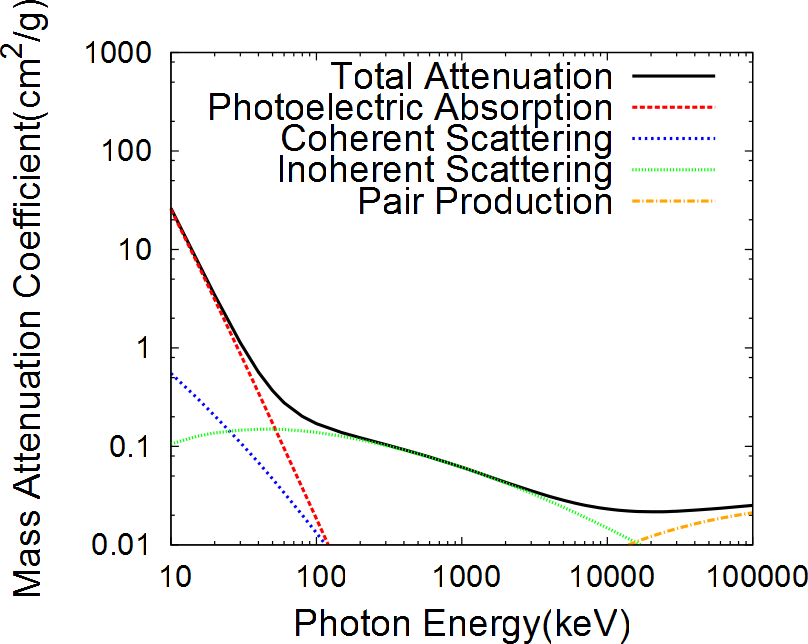 Mass Attenuation Coefficient(cm²/g)
1000
100
10
1
0.1
0.01
Total Attenuation
Photoelectric Absorption
Coherent Scattering
Inoherent Scattering
Pair Production
10 100 1000 10000 100000
Photon Energy(keV)